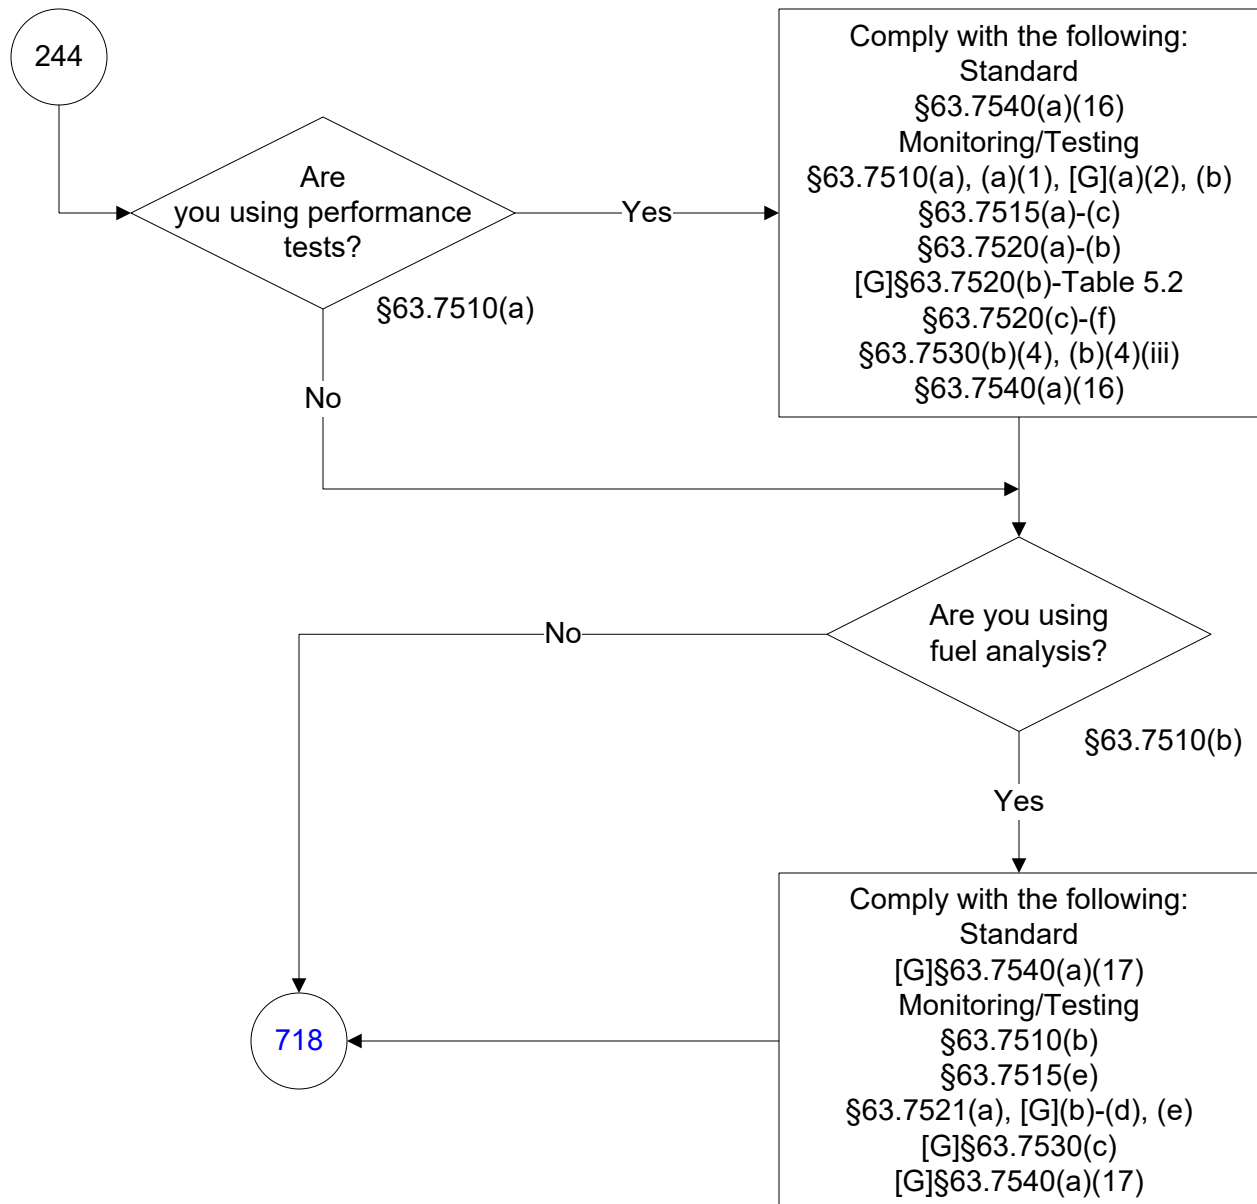 244
Comply with the following:
Standard
§63.7540(a)(16)
Monitoring/Testing
§63.7510(a), (a)(1), [G](a)(2), (b)
§63.7515(a)-(c)
§63.7520(a)-(b)
[G]§63.7520(b)-Table 5.2
§63.7520(c)-(f)
§63.7530(b)(4), (b)(4)(iii)
§63.7540(a)(16)
Are
you using performance
tests?
Yes
§63.7510(a)
No
Are you using
fuel analysis?
No
§63.7510(b)
Yes
Comply with the following:
Standard
[G]§63.7540(a)(17)
Monitoring/Testing
§63.7510(b)
§63.7515(e)
§63.7521(a), [G](b)-(d), (e)
[G]§63.7530(c)
[G]§63.7540(a)(17)
718